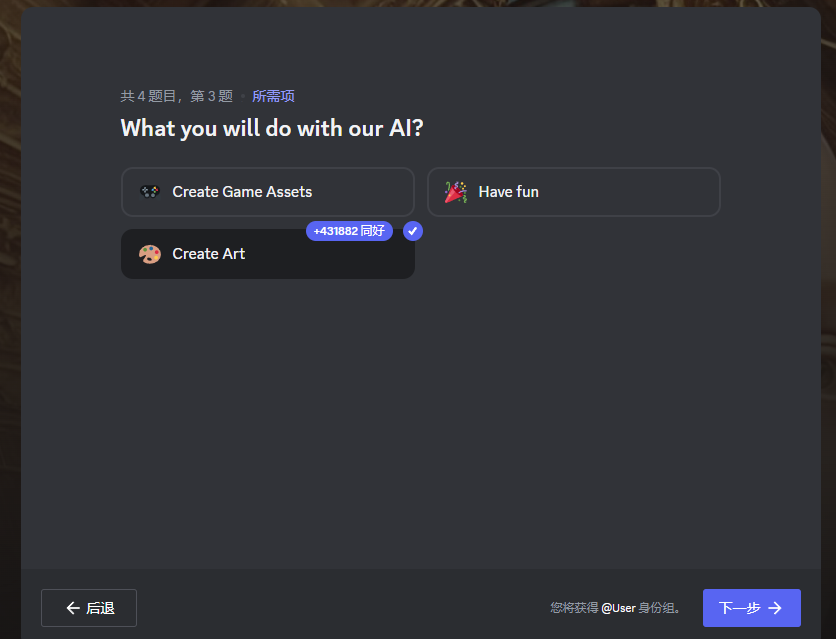 共 4 题目，第 3 题 • 所需项
What you will do with our AI?
Create Game Assets
Have fun
+431882 同好
Create Art
后退
您将获得 @User 身份组。
下一步